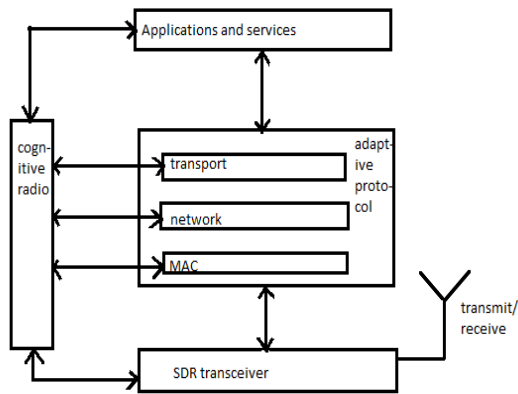 Applications and services
cogn-
itive
radio
adapt-
ive
proto-
col
transport
network
MAC
transmit/
receive
SDR transceiver